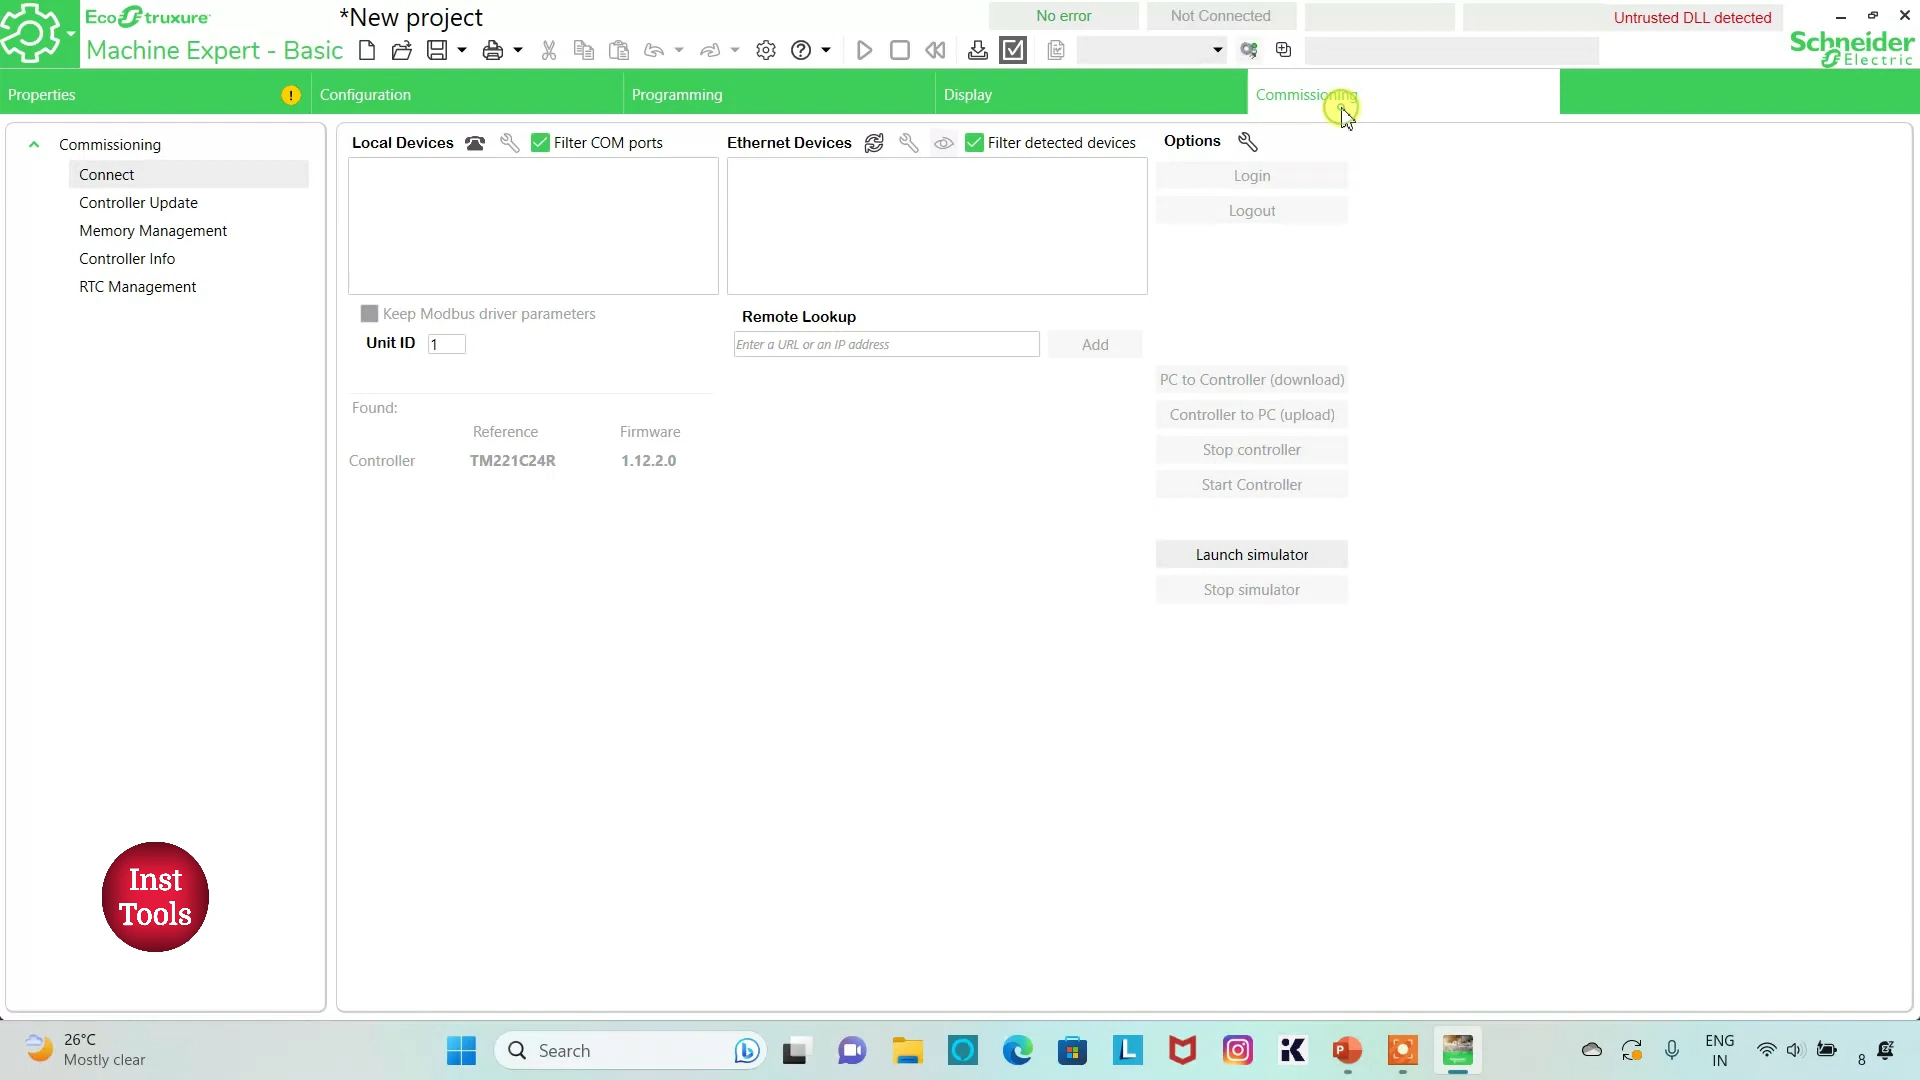 EcoStruxure
*New project
No error
Not Connected
Untrusted DLL detected
Machine Expert - Basic
Schneider
Electric
Properties
Configuration
Programming
Display
Commissioning
Commissioning
Connect
Controller Update
Memory Management
Controller Info
RTC Management
Local Devices
Filter COM ports
Ethernet Devices
Filter detected devices
Options
Login
Logout
Keep Modbus driver parameters
Unit ID 1
Remote Lookup
Enter a URL or an IP address
Add
Found:
Reference Firmware
Controller TM221C24R 1.12.2.0
PC to Controller (download)
Controller to PC (upload)
Stop controller
Start Controller
Launch simulator
Stop simulator
Inst
Tools
26°C
Mostly clear
Search
ENG
IN
8